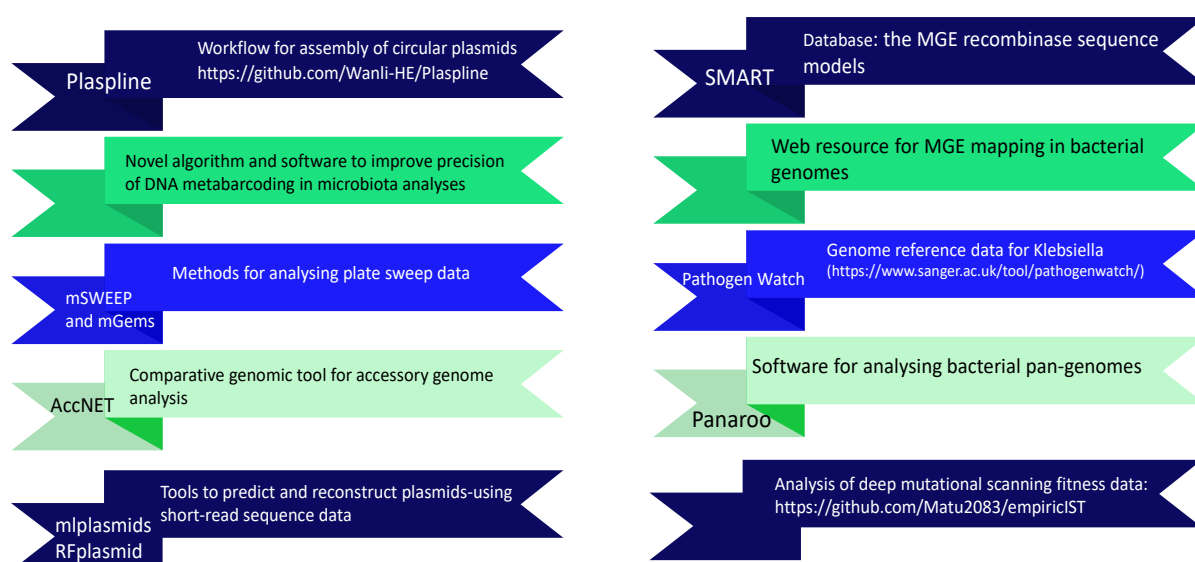 Plaspline
Workflow for assembly of circular plasmids
https://github.com/Wanli-HE/Plaspline
Novel algorithm and software to improve precision
of DNA metabarcoding in microbiota analyses
mSWEEP
and mGems
Methods for analysing plate sweep data
AccNET
Comparative genomic tool for accessory genome
analysis
mlplasmids
RFplasmid
Tools to predict and reconstruct plasmids-using
short-read sequence data
SMART
Database: the MGE recombinase sequence
models
Web resource for MGE mapping in bacterial
genomes
Pathogen Watch
Genome reference data for Klebsiella
(https://www.sanger.ac.uk/tool/pathogenwatch/)
Panaroo
Software for analysing bacterial pan-genomes
Analysis of deep mutational scanning fitness data:
https://github.com/Matu2083/empiricIST